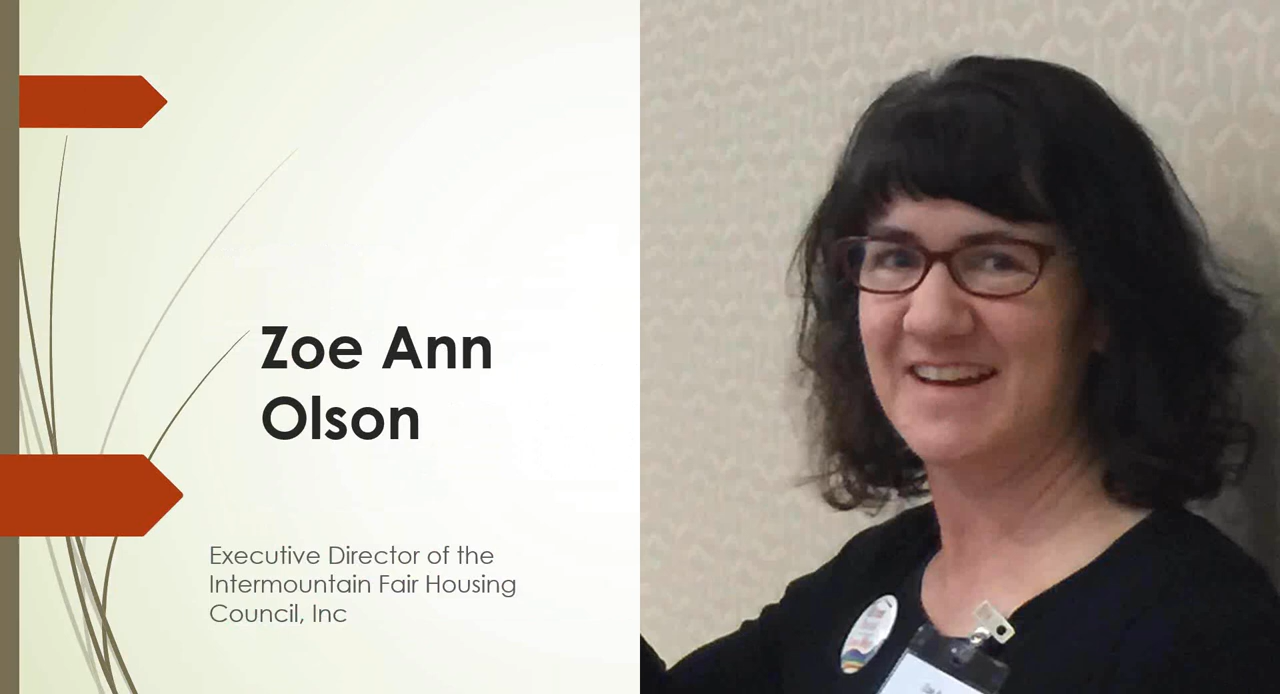 Zoe Ann
Olson
Executive Director of the
Intermountain Fair Housing
Council, Inc